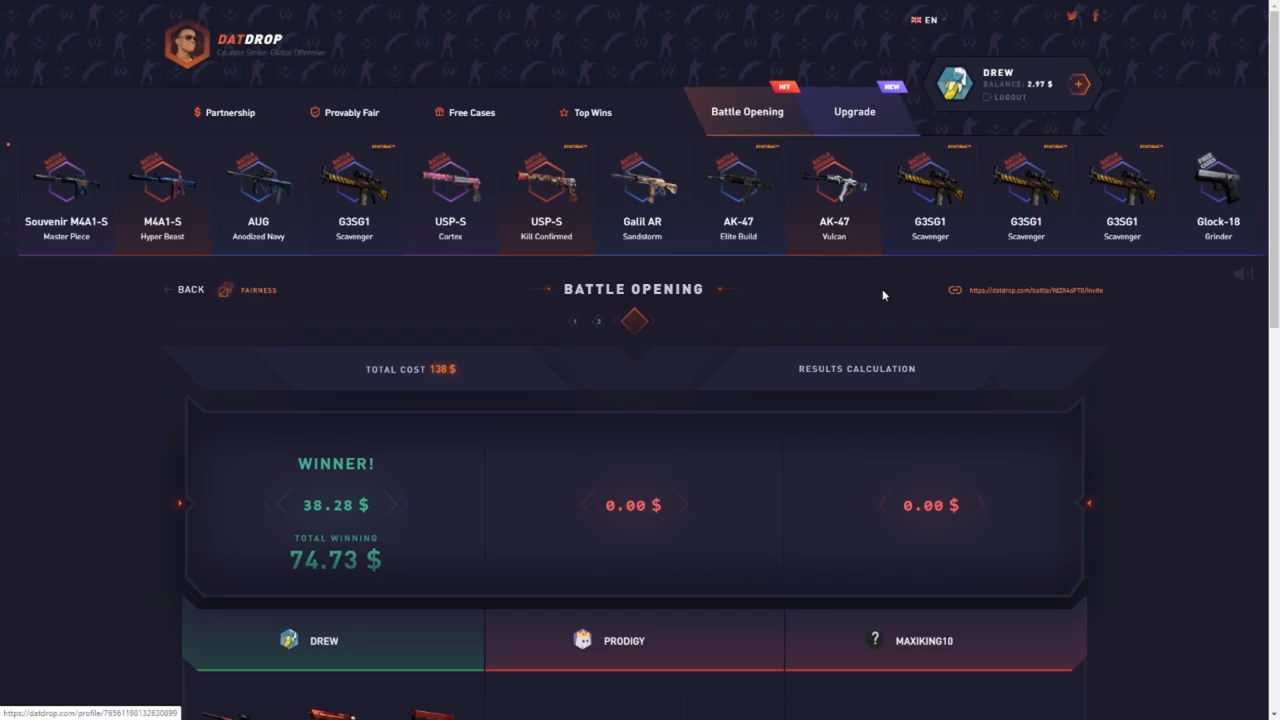 EN
DATDROP
Counter Strike: Global Offensive
DREW
BALANCE: 2.97 $
LOGOUT
HIT
NEW
Partnership
Provably Fair
Free Cases
Top Wins
Battle Opening
Upgrade
Souvenir M4A1-S
Master Piece
M4A1-S
Hyper Beast
AUG
Anodized Navy
G3SG1
Scavenger
USP-S
Cortex
USP-S
Kill Confirmed
Galil AR
Sandstorm
AK-47
Elite Build
AK-47
Vulcan
G3SG1
Scavenger
G3SG1
Scavenger
G3SG1
Scavenger
Glock-18
Grinder
← BACK
FAIRNESS
BATTLE OPENING
1 2
TOTAL COST 138 $
RESULTS CALCULATION
WINNER!
38.28 $
0.00 $
0.00 $
TOTAL WINNING
74.73 $
DREW
PRODIGY
? MAXIKING10